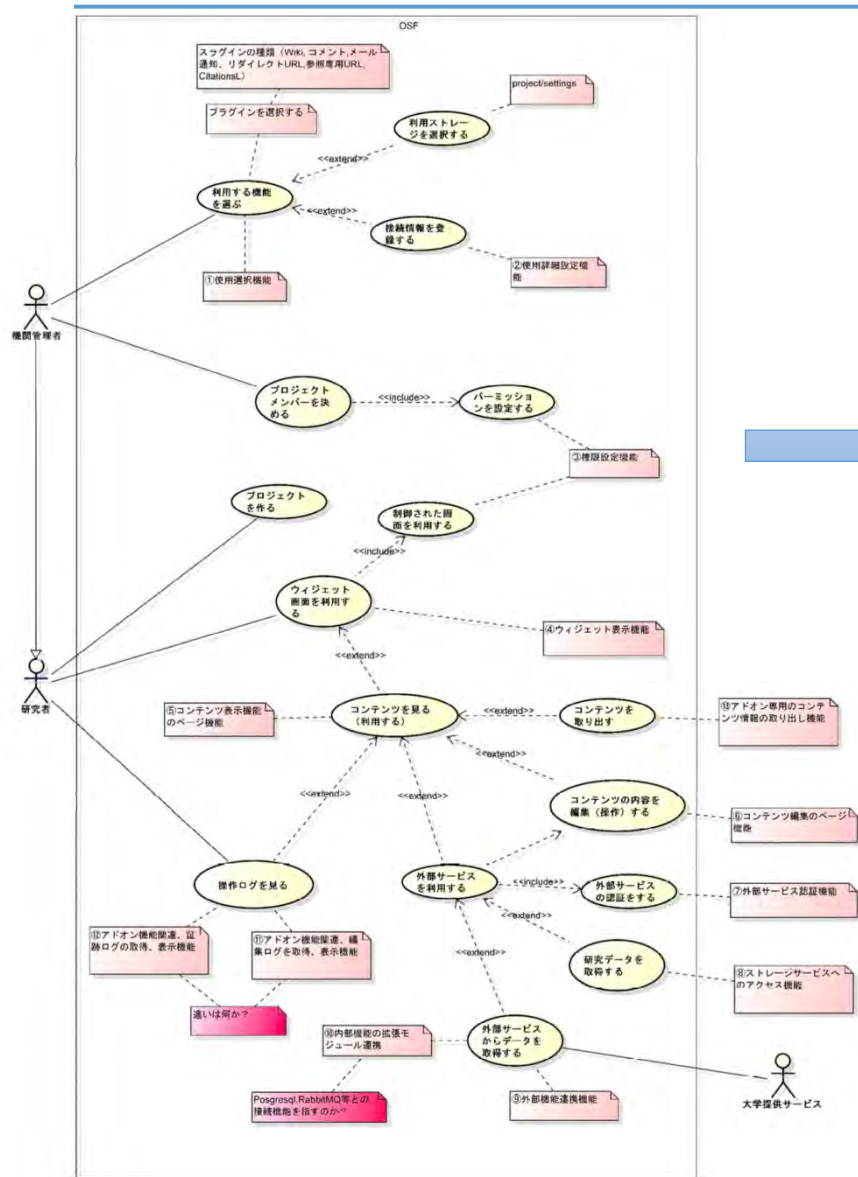 OSF
スラグインの種類（Wiki, コメント,メール
通知、リダイレクトURL,参照専用URL,
CitationsL）
project/settings
プラグインを選択する
利用ストレー
ジを選択する
<<extend>>
利用する機能
を選ぶ
<<extend>>
接続情報を登
録する
①使用選択機能
②使用詳細設定機
能
機関管理者
プロジェクト
メンバーを決
める
<<include>>
パーミッショ
ンを設定する
③権限設定機能
プロジェクト
を作る
制御された画
面を利用する
<<include>>
ウィジェット
画面を利用す
る
④ウィジェット表示機能
<<extend>>
研究者
⑤コンテンツ表示機能
のページ機能
コンテンツを見る
（利用する）
<<extend>>
コンテンツを
取り出す
⑬アドオン専用のコンテ
ンツ情報の取り出し機能
<<extend>>
<<extend>>
<<extend>>
コンテンツの内容を
編集（操作）する
⑥コンテンツ編集のページ
機能
操作ログを見る
外部サービス
を利用する
<<include>>
外部サービス
の認証をする
⑦外部サービス認証機能
<<extend>>
⑫アドオン機能関連、証
跡ログの取得、表示機能
⑪アドオン機能関連、編
集ログを取得、表示機能
<<extend>>
研究データを
取得する
⑧ストレージサービスへ
のアクセス機能
違いは何か？
⑩内部機能の拡張モ
ジュール連携
外部サービス
からデータを
取得する
Posgresql,RabbitMQ等との
接続機能を指すのか？
⑨外部機能連携機能
大学提供サービス